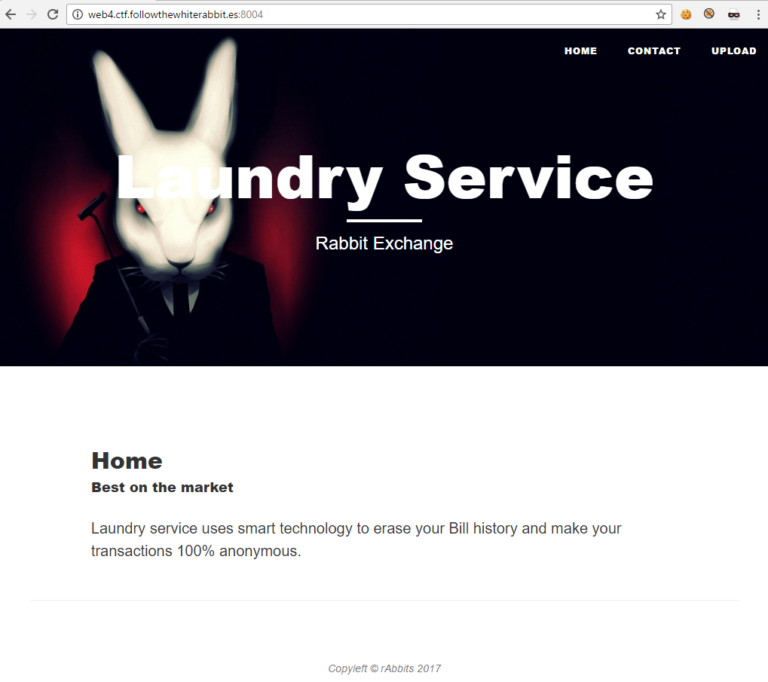 web4.ctf.followthewhiterabbit.es:8004
HOME CONTACT UPLOAD
Laundry Service
Rabbit Exchange
Home
Best on the market
Laundry service uses smart technology to erase your Bill history and make your
transactions 100% anonymous.
Copyleft © rAbbits 2017